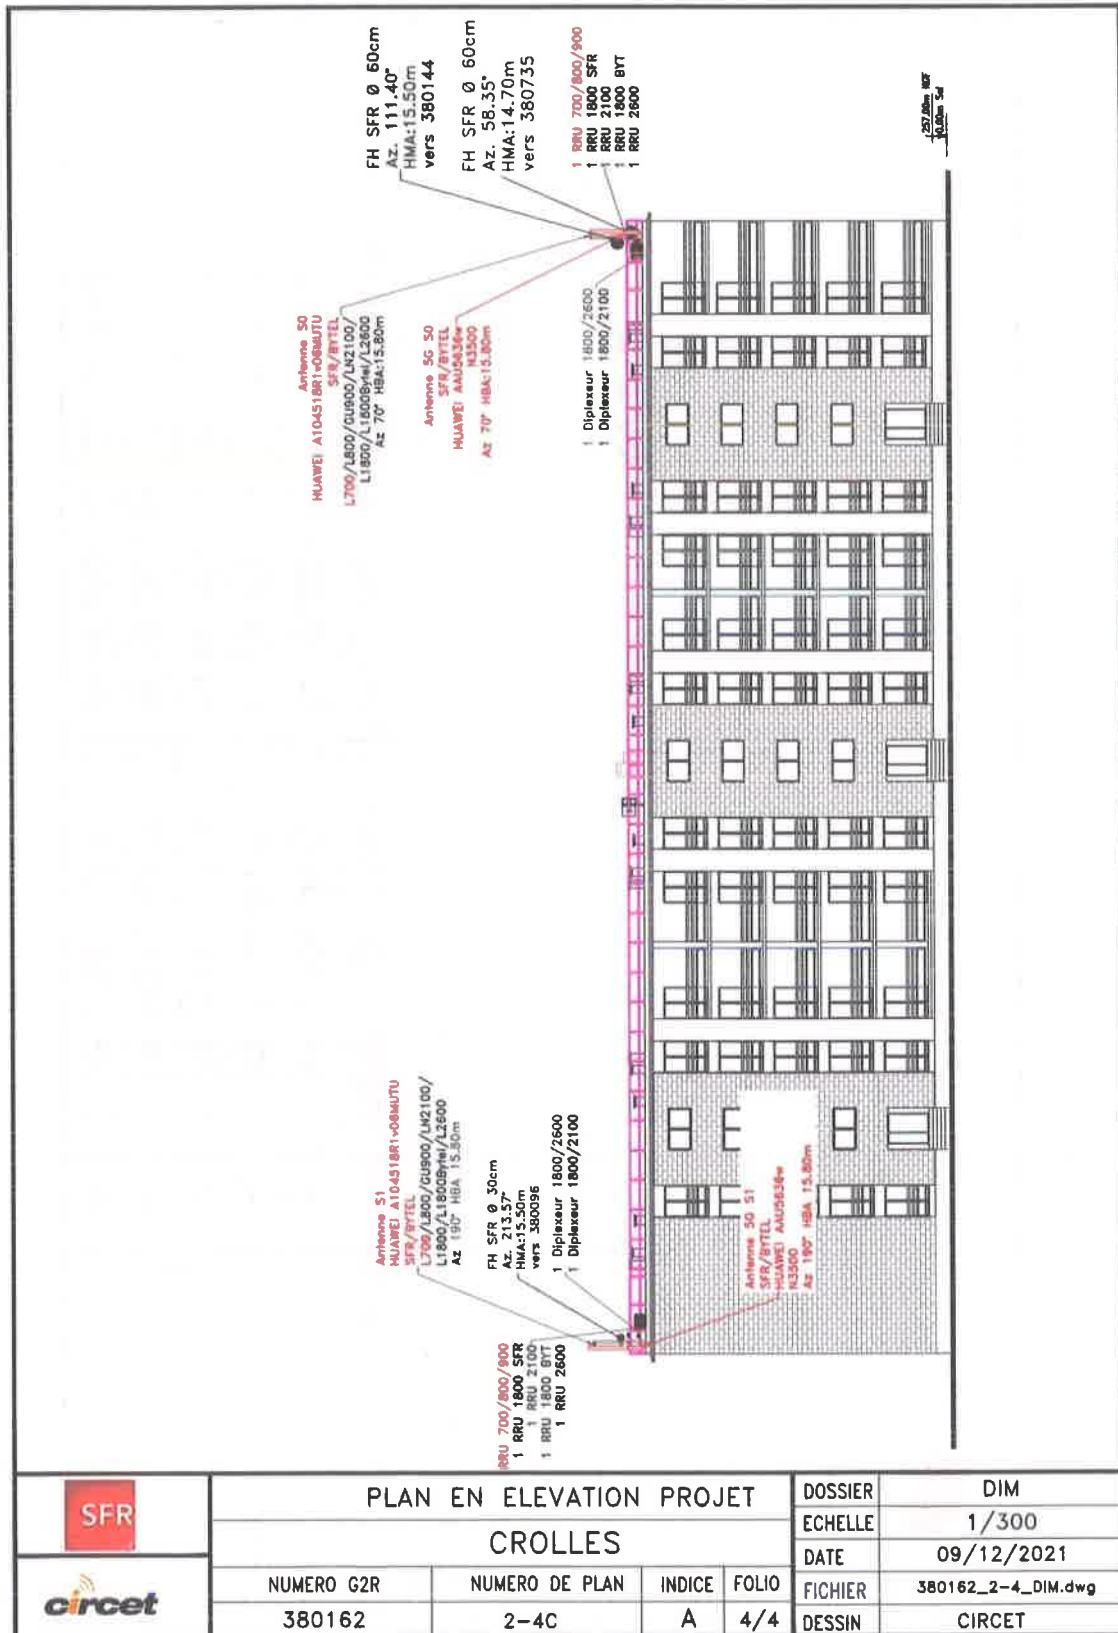 FH SFR Ø 60cm
Az. 111.40°
HMA:15.50m
vers 380144
FH SFR Ø 60cm
Az. 58.35°
HMA:14.70m
vers 380735
1 RRU 700/800/900
1 RRU 1800 SFR
1 RRU 2100
1 RRU 1800 BYT
1 RRU 2600
257.00m NGF
±0.00m Sol
Antenne S0
HUAWEI A104518R1v06MUTU
SFR/BYTEL
L700/L800/GU900/LN2100/
L1800/L1800Bytel/L2600
Az 70° HBA:15.80m
Antenne 5G S0
SFR/BYTEL
HUAWEI AAU5636w
N3500
Az 70° HBA:15.80m
1 Diplexeur 1800/2600
1 Diplexeur 1800/2100
Antenne S1
HUAWEI A104518R1v06MUTU
SFR/BYTEL
L700/L800/GU900/LN2100/
L1800/L1800Bytel/L2600
Az 190° HBA 15.80m
FH SFR Ø 30cm
Az. 213.57°
HMA:15.50m
vers 380096
1 Diplexeur 1800/2600
1 Diplexeur 1800/2100
Antenne 5G S1
SFR/BYTEL
HUAWEI AAU5636w
N3500
Az 190° HBA 15.80m
RRU 700/800/900
1 RRU 1800 SFR
1 RRU 2100
1 RRU 1800 BYT
1 RRU 2600
SFR
circet
PLAN EN ELEVATION PROJET
CROLLES
NUMERO G2R
NUMERO DE PLAN
INDICE
FOLIO
380162
2-4C
A
4/4
DOSSIER
DIM
ECHELLE
1/300
DATE
09/12/2021
FICHIER
380162_2-4_DIM.dwg
DESSIN
CIRCET